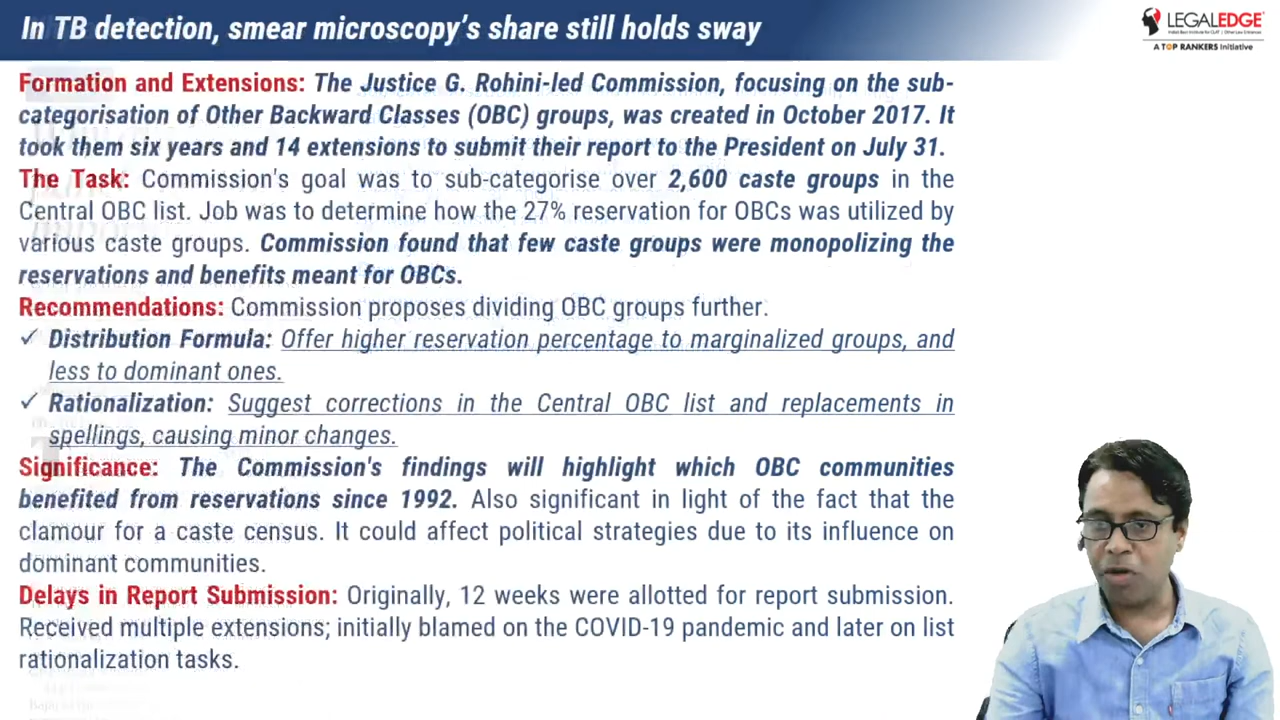 In TB detection, smear microscopy's share still holds sway
LEGALEDGE
A TOP RANKERS Initiative
Formation and Extensions: The Justice G. Rohini-led Commission, focusing on the sub-
categorisation of Other Backward Classes (OBC) groups, was created in October 2017. It
took them six years and 14 extensions to submit their report to the President on July 31.
The Task: Commission's goal was to sub-categorise over 2,600 caste groups in the
Central OBC list. Job was to determine how the 27% reservation for OBCs was utilized by
various caste groups. Commission found that few caste groups were monopolizing the
reservations and benefits meant for OBCs.
Recommendations: Commission proposes dividing OBC groups further.
✓ Distribution Formula: Offer higher reservation percentage to marginalized groups, and
less to dominant ones.
✓ Rationalization: Suggest corrections in the Central OBC list and replacements in
spellings, causing minor changes.
Significance: The Commission's findings will highlight which OBC communities
benefited from reservations since 1992. Also significant in light of the fact that the
clamour for a caste census. It could affect political strategies due to its influence on
dominant communities.
Delays in Report Submission: Originally, 12 weeks were allotted for report submission.
Received multiple extensions; initially blamed on the COVID-19 pandemic and later on list
rationalization tasks.